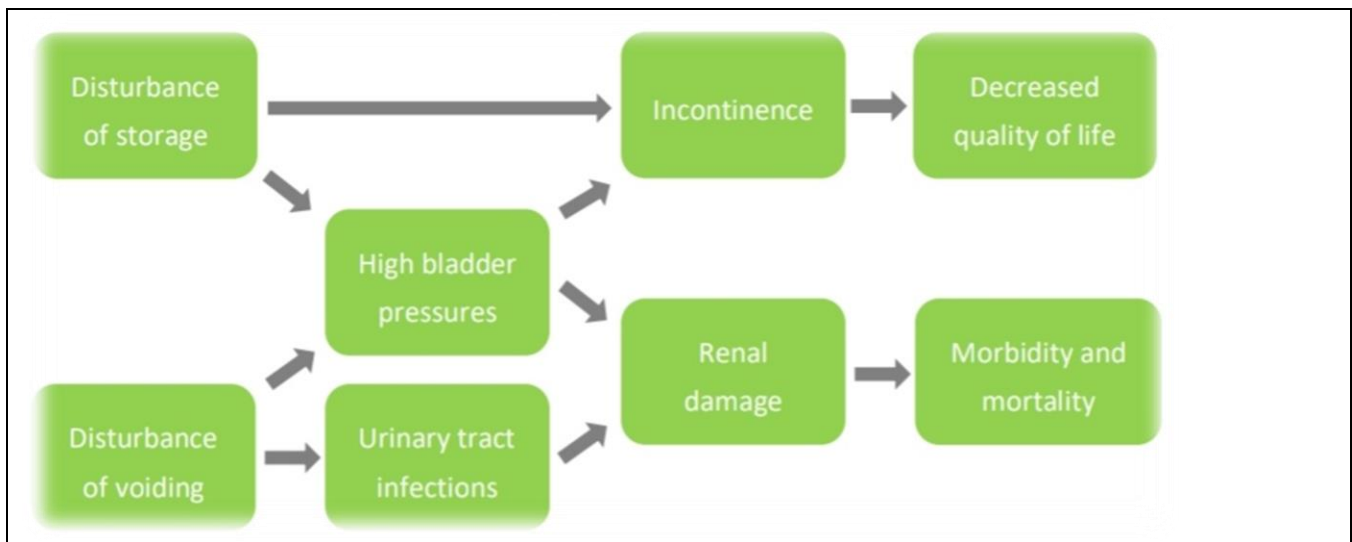 Disturbance
of storage
Incontinence
Decreased
quality of life
High bladder
pressures
Renal
damage
Morbidity and
mortality
Disturbance
of voiding
Urinary tract
infections